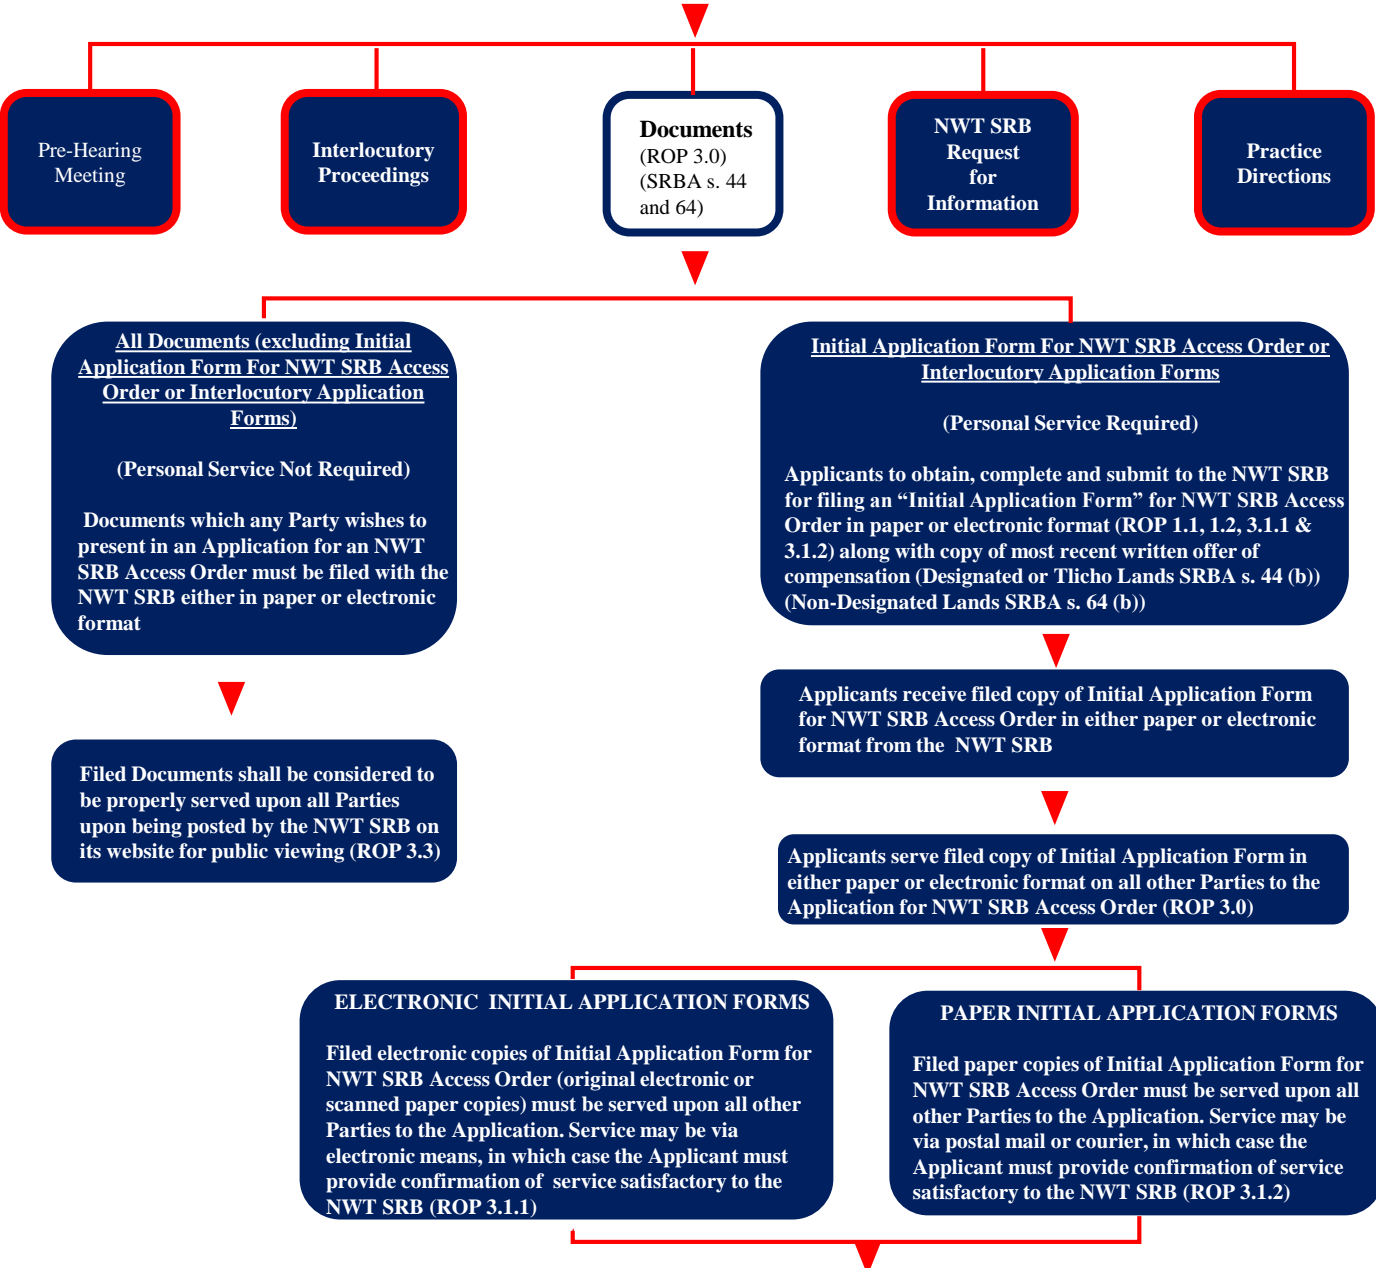 Pre-Hearing
Meeting
Interlocutory
Proceedings
Documents
(ROP 3.0)
(SRBA s. 44
and 64)
NWT SRB
Request
for
Information
Practice
Directions
All Documents (excluding Initial
Application Form For NWT SRB Access
Order or Interlocutory Application
Forms)
(Personal Service Not Required)
Documents which any Party wishes to
present in an Application for an NWT
SRB Access Order must be filed with the
NWT SRB either in paper or electronic
format
Filed Documents shall be considered to
be properly served upon all Parties
upon being posted by the NWT SRB on
its website for public viewing (ROP 3.3)
Initial Application Form For NWT SRB Access Order or
Interlocutory Application Forms
(Personal Service Required)
Applicants to obtain, complete and submit to the NWT SRB
for filing an “Initial Application Form” for NWT SRB Access
Order in paper or electronic format (ROP 1.1, 1.2, 3.1.1 &
3.1.2) along with copy of most recent written offer of
compensation (Designated or Tlicho Lands SRBA s. 44 (b))
(Non-Designated Lands SRBA s. 64 (b))
Applicants receive filed copy of Initial Application Form
for NWT SRB Access Order in either paper or electronic
format from the NWT SRB
Applicants serve filed copy of Initial Application Form in
either paper or electronic format on all other Parties to the
Application for NWT SRB Access Order (ROP 3.0)
ELECTRONIC INITIAL APPLICATION FORMS
Filed electronic copies of Initial Application Form for
NWT SRB Access Order (original electronic or
scanned paper copies) must be served upon all other
Parties to the Application. Service may be via
electronic means, in which case the Applicant must
provide confirmation of service satisfactory to the
NWT SRB (ROP 3.1.1)
PAPER INITIAL APPLICATION FORMS
Filed paper copies of Initial Application Form for
NWT SRB Access Order must be served upon all
other Parties to the Application. Service may be
via postal mail or courier, in which case the
Applicant must provide confirmation of service
satisfactory to the NWT SRB (ROP 3.1.2)